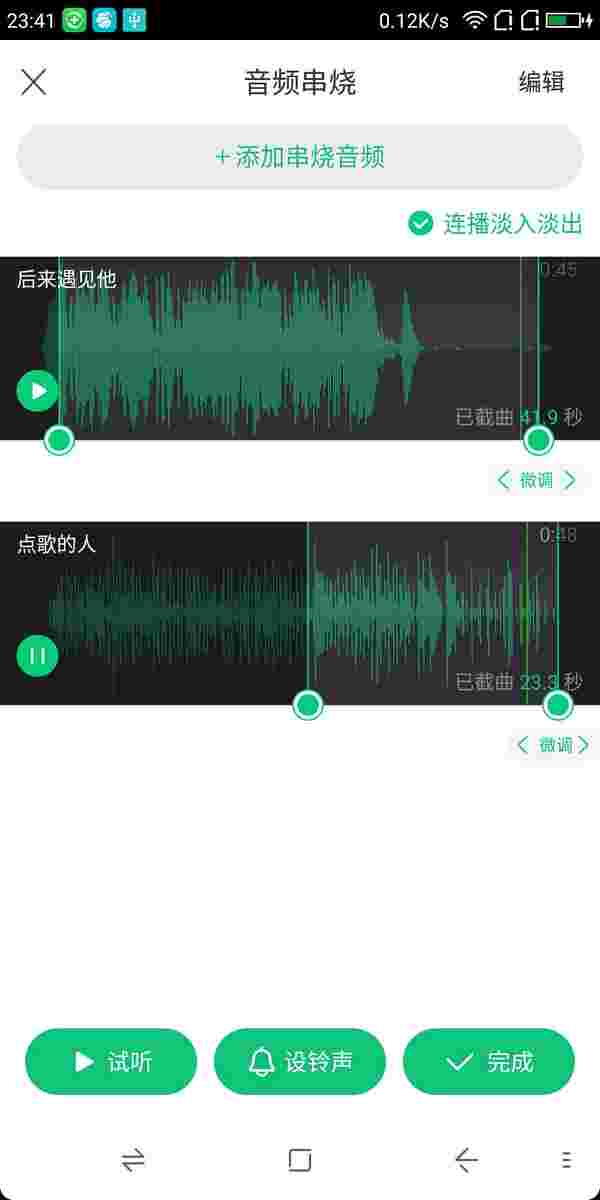 23:41
0.12K/s
音频串烧
编辑
+添加串烧音频
连播淡入淡出
后来遇见他
0:45
已截曲 41.9 秒
微调
点歌的人
0:48
已截曲 23.3 秒
微调
试听
设铃声
完成